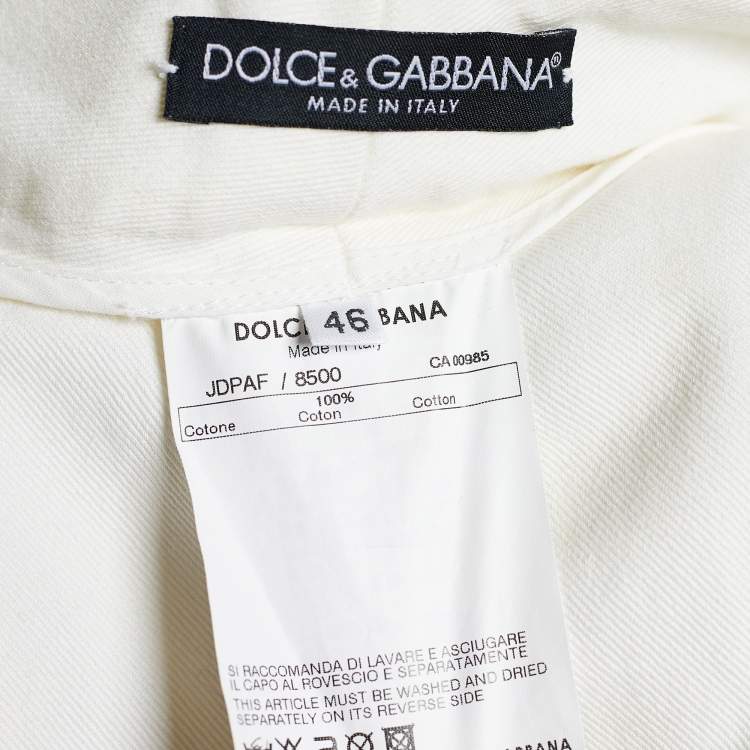 DOLCE & GABBANA®
MADE IN ITALY
DOLC 46 BANA
Made in Italy
JDPAF / 8500 CA 00985
100%
Cotone Coton Cotton
SI RACCOMANDA DI LAVARE E ASCIUGARE
IL CAPO AL ROVESCIO E SEPARATAMENTE
THIS ARTICLE MUST BE WASHED AND DRIED
SEPARATELY ON ITS REVERSE SIDE
GABBANA